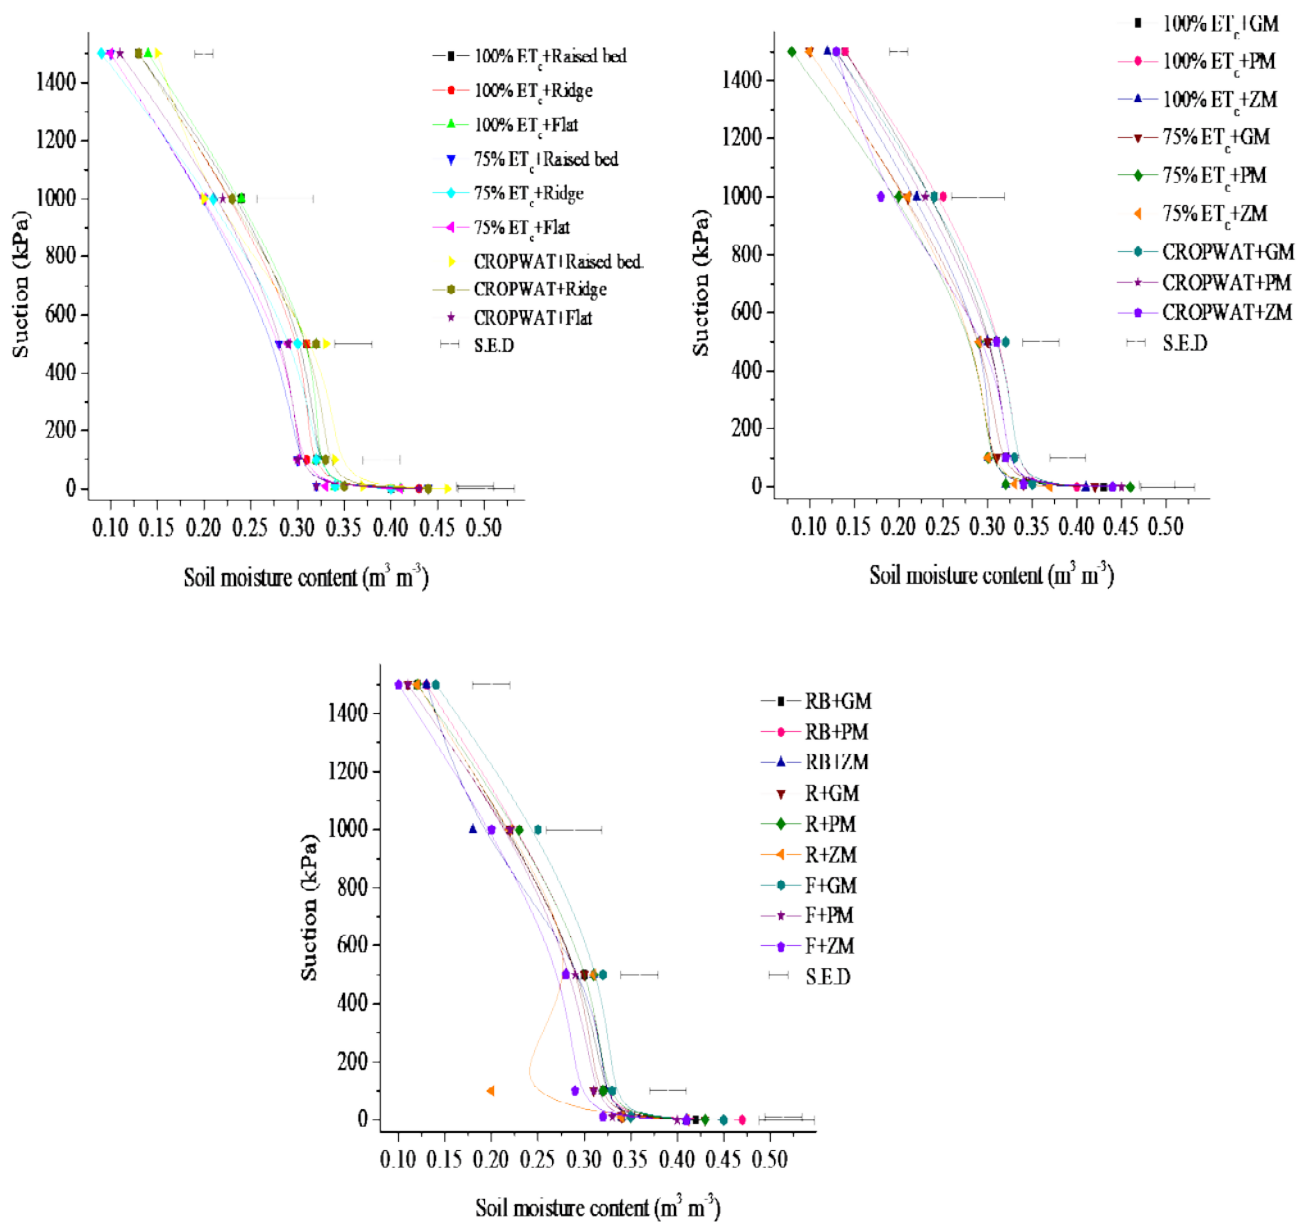 1400
1200
1000
800
600
400
200
0
Suction (kPa)
0.10 0.15 0.20 0.25 0.30 0.35 0.40 0.45 0.50
Soil moisture content (m³ m⁻³)
100% ETc+Raised bed
100% ETc+Ridge
100% ETc+Flat
75% ETc+Raised bed
75% ETc+Ridge
75% ETc+Flat
CROPWAT+Raised bed.
CROPWAT+Ridge
CROPWAT+Flat
S.E.D
1400
1200
1000
800
600
400
200
0
Suction (kPa)
0.10 0.15 0.20 0.25 0.30 0.35 0.40 0.45 0.50
Soil moisture content (m³ m⁻³)
100% ETc+GM
100% ETc+PM
100% ETc+ZM
75% ETc+GM
75% ETc+PM
75% ETc+ZM
CROPWAT+GM
CROPWAT+PM
CROPWAT+ZM
S.E.D
1400
1200
1000
800
600
400
200
0
Suction (kPa)
0.10 0.15 0.20 0.25 0.30 0.35 0.40 0.45 0.50
Soil moisture content (m³ m⁻³)
RB+GM
RB+PM
RB+ZM
R+GM
R+PM
R+ZM
F+GM
F+PM
F+ZM
S.E.D